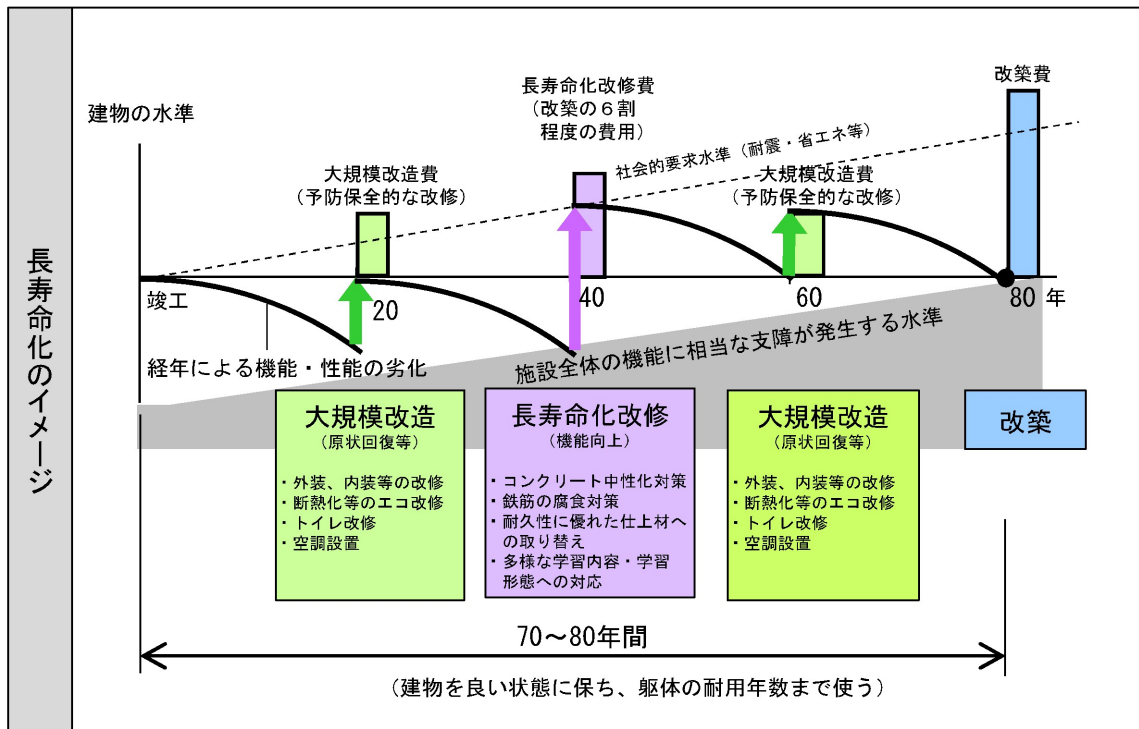 長寿命化のイメージ
建物の水準
大規模改造費
(予防保全的な改修)
長寿命化改修費
(改築の6割
程度の費用)
社会的要求水準(耐震・省エネ等)
大規模改造費
(予防保全的な改修)
改築費
竣工
20
40
60
80 年
経年による機能・性能の劣化
施設全体の機能に相当な支障が発生する水準
大規模改造
(原状回復等)
・外装、内装等の改修
・断熱化等のエコ改修
・トイレ改修
・空調設置
長寿命化改修
(機能向上)
・コンクリート中性化対策
・鉄筋の腐食対策
・耐久性に優れた仕上材へ
の取り替え
・多様な学習内容・学習
形態への対応
大規模改造
(原状回復等)
・外装、内装等の改修
・断熱化等のエコ改修
・トイレ改修
・空調設置
改築
70～80年間
(建物を良い状態に保ち、躯体の耐用年数まで使う)